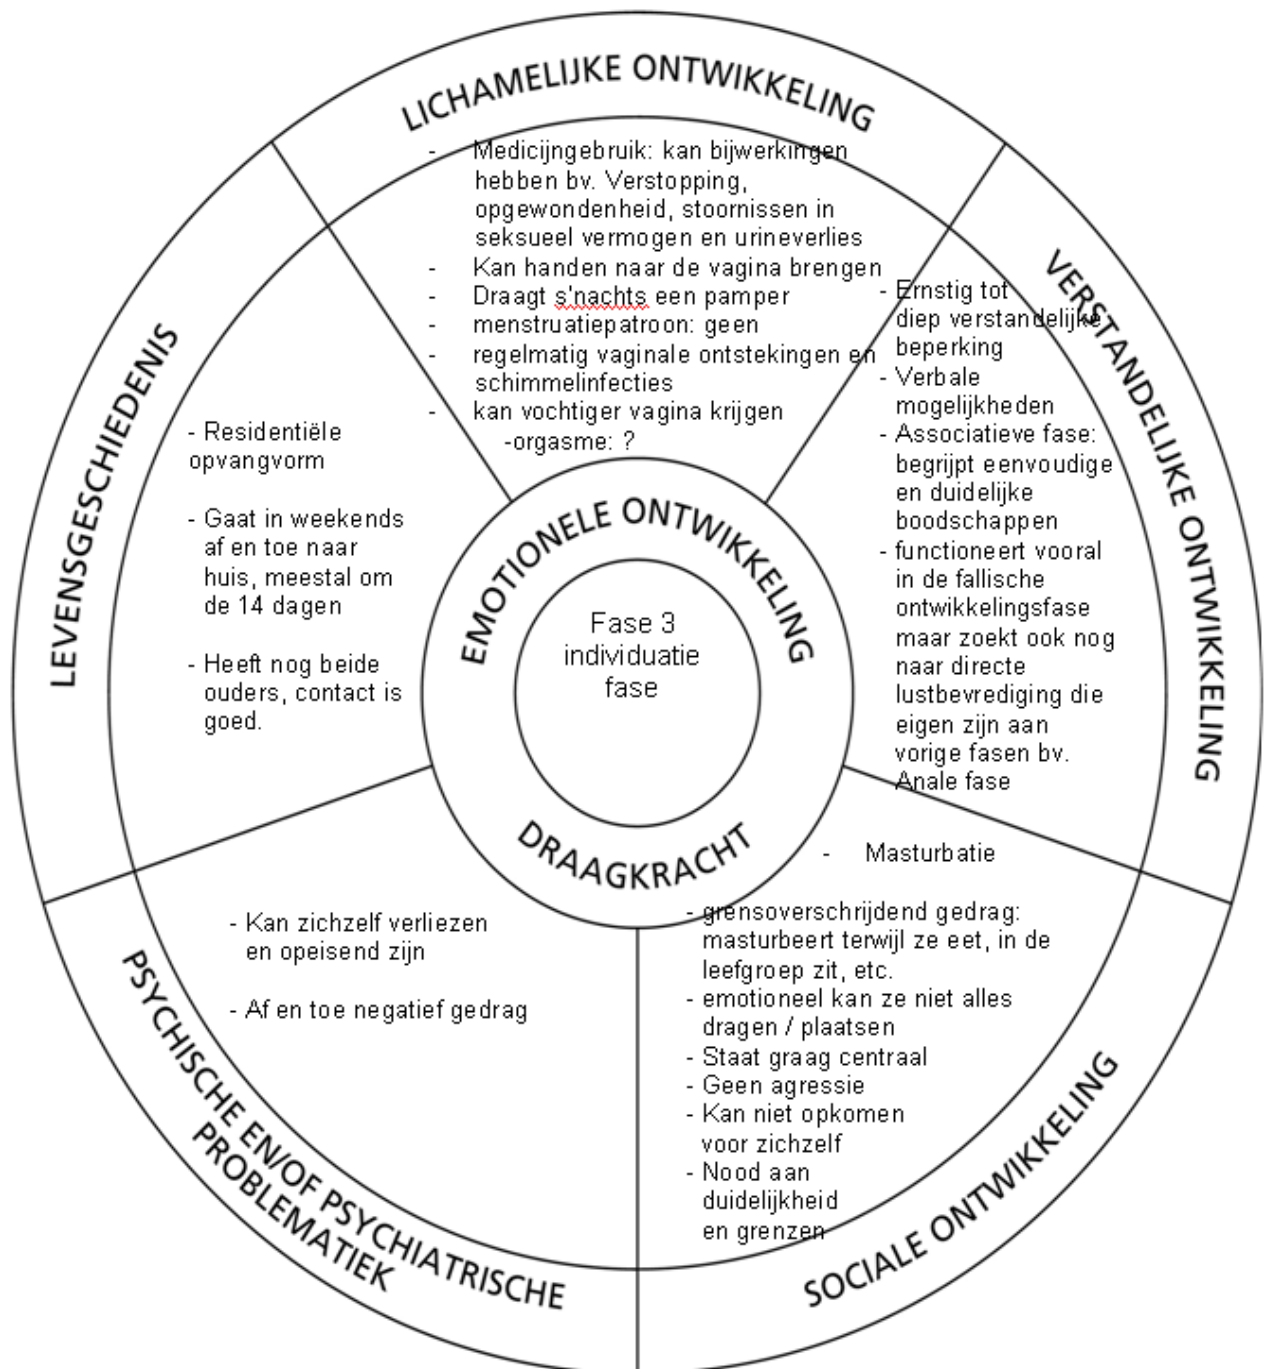 LICHAMELIJKE ONTWIKKELING
- Medicijngebruik: kan bijwerkingen
hebben bv. Verstopping,
opgewondenheid, stoornissen in
seksueel vermogen en urineverlies
- Kan handen naar de vagina brengen
- Draagt s'nachts een pamper
- menstruatiepatroon: geen
- regelmatig vaginale ontstekingen en
schimmelinfecties
- kan vochtiger vagina krijgen
-orgasme: ?
VERSTANDELIJKE ONTWIKKELING
- Ernstig tot
diep verstandelijke
beperking
- Verbale
mogelijkheden
- Associatieve fase:
begrijpt eenvoudige
en duidelijke
boodschappen
- functioneert vooral
in de fallische
ontwikkelingsfase
maar zoekt ook nog
naar directe
lustbevrediging die
eigen zijn aan
vorige fasen bv.
Anale fase
LEVENSGESCHIEDENIS
- Residentiële
opvangvorm
- Gaat in weekends
af en toe naar
huis, meestal om
de 14 dagen
- Heeft nog beide
ouders, contact is
goed.
EMOTIONELE ONTWIKKELING
Fase 3
individuatie
fase
DRAAGKRACHT
- Masturbatie
- grensoverschrijdend gedrag:
masturbeert terwijl ze eet, in de
leefgroep zit, etc.
- emotioneel kan ze niet alles
dragen / plaatsen
- Staat graag centraal
- Geen agressie
- Kan niet opkomen
voor zichzelf
- Nood aan
duidelijkheid
en grenzen
SOCIALE ONTWIKKELING
- Kan zichzelf verliezen
en opeisend zijn
- Af en toe negatief gedrag
PSYCHISCHE EN/OF PSYCHIATRISCHE
PROBLEMATIEK